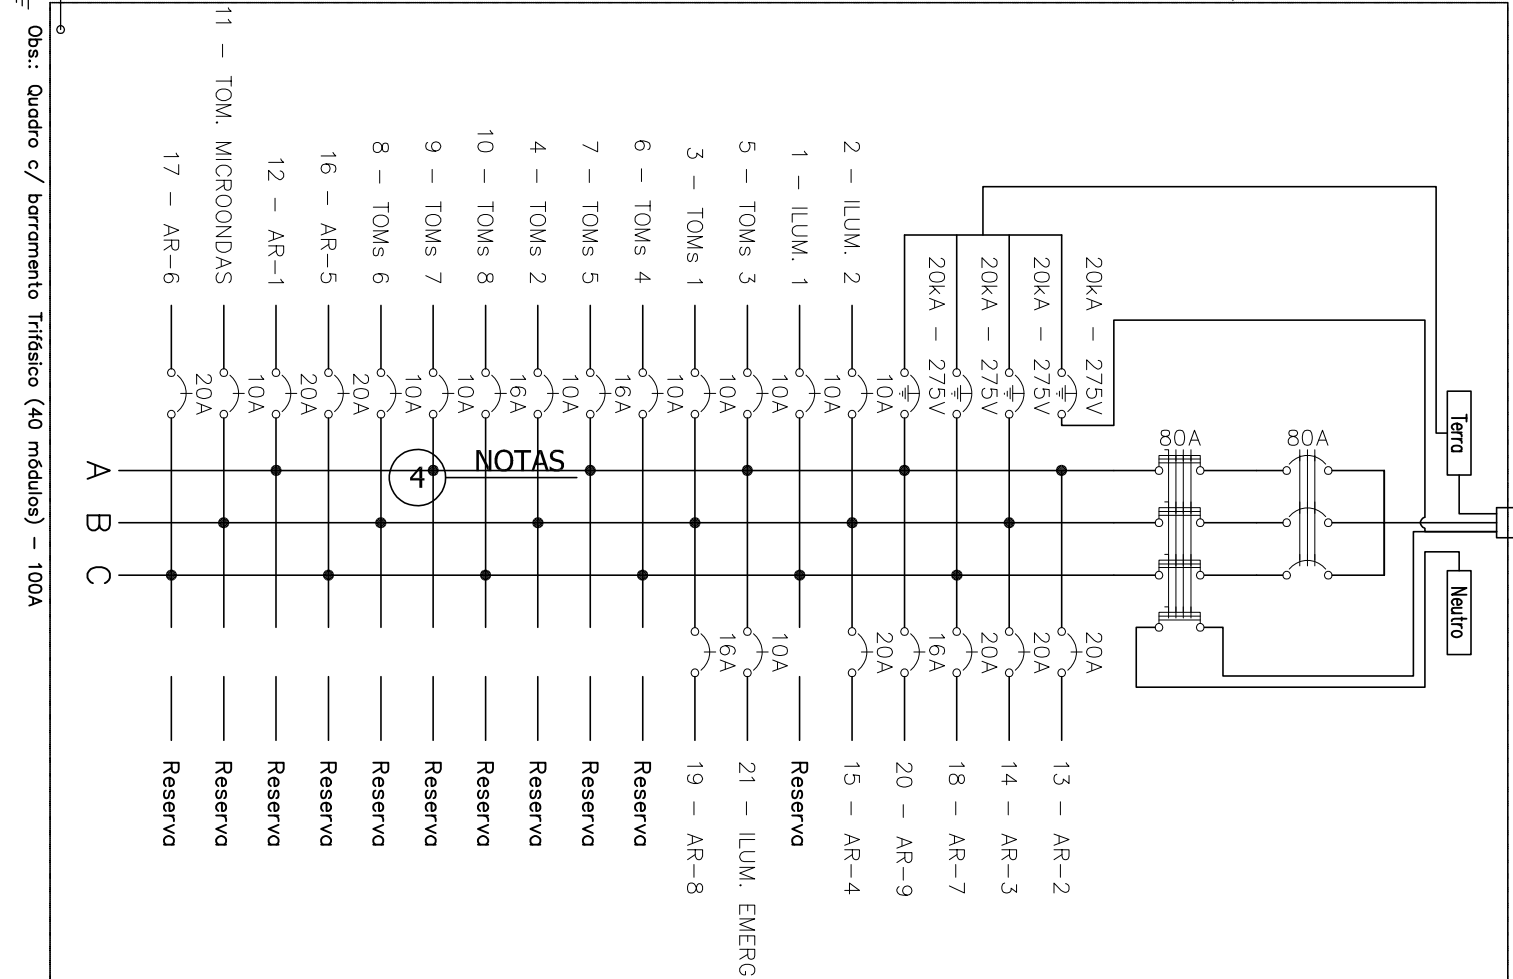 Terra
Neutro
80A
80A
20kA - 275V
20A
13 - AR-2
20kA - 275V
20A
14 - AR-3
20kA - 275V
20A
18 - AR-7
20kA - 275V
16A
20 - AR-9
2 - ILUM. 2
10A
20A
15 - AR-4
1 - ILUM. 1
10A
Reserva
5 - TOMs 3
10A
10A
21 - ILUM. EMERG
3 - TOMs 1
10A
16A
19 - AR-8
6 - TOMs 4
10A
Reserva
7 - TOMs 5
16A
Reserva
4 - TOMs 2
10A
Reserva
10 - TOMs 8
16A
Reserva
9 - TOMs 7
10A
Reserva
8 - TOMs 6
10A
Reserva
16 - AR-5
20A
Reserva
12 - AR-1
20A
Reserva
11 - TOM. MICROONDAS
10A
Reserva
17 - AR-6
20A
Reserva
4
NOTAS
A
B
C
Obs.: Quadro c/ barramento Trifásico (40 módulos) - 100A